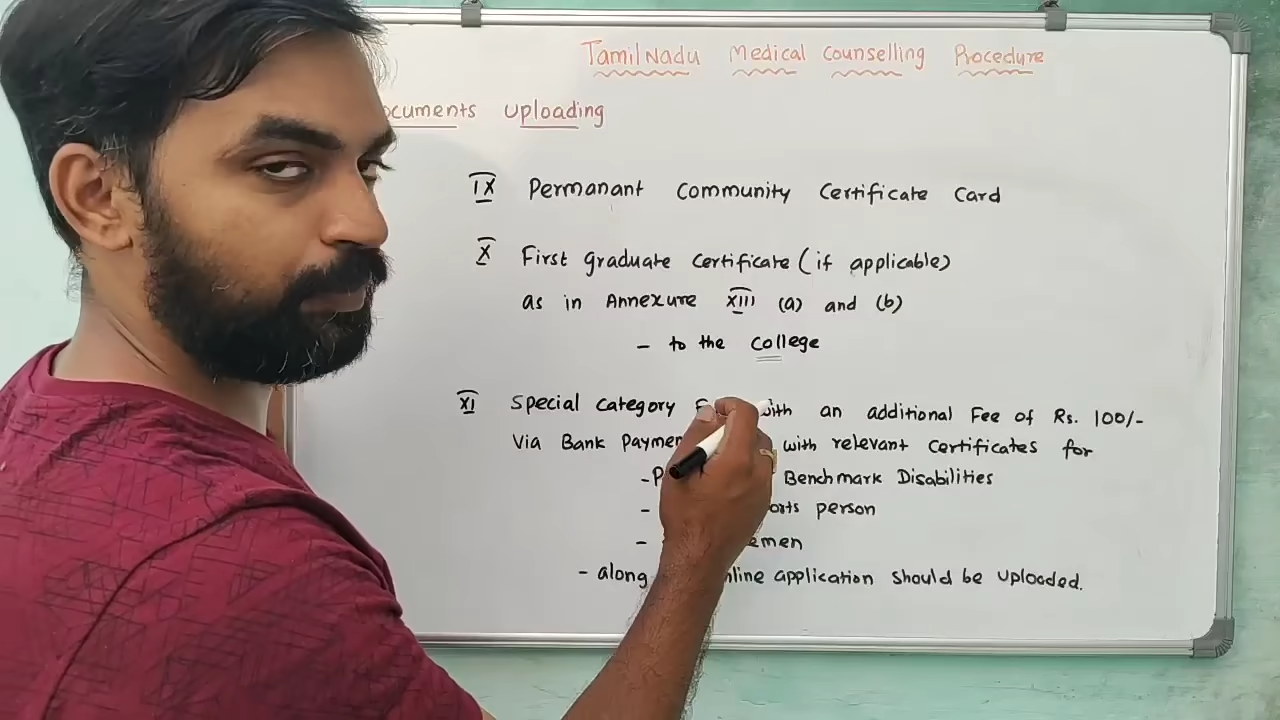 TamilNadu Medical Counselling Procedure
ocuments Uploading
IX Permanant Community Certificate Card
X First graduate Certificate (if applicable)
as in Annexure XIII (a) and (b)
- to the College
XI Special Category with an additional Fee of Rs. 100/-
Via Bank Paymen with relevant Certificates for
- Benchmark Disabilities
- orts person
- emen
- along nline application should be uploaded.